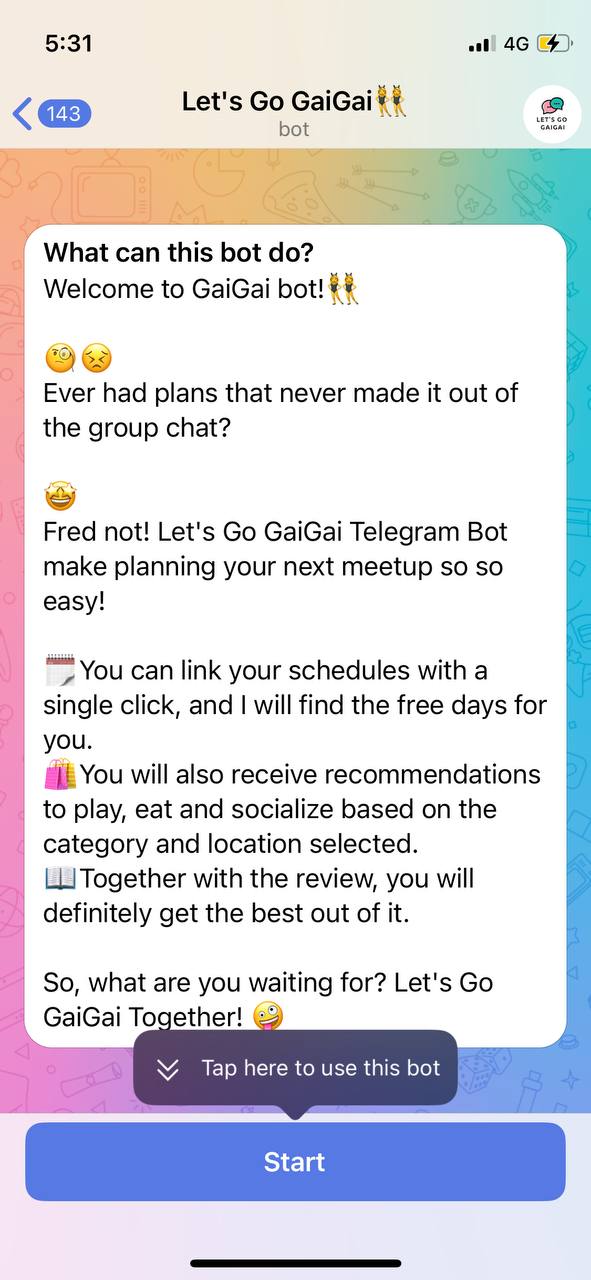 5:31
4G
143
Let's Go GaiGai👯
bot
LET'S GO
GAIGAI
What can this bot do?
Welcome to GaiGai bot!👯
🧐😣
Ever had plans that never made it out of
the group chat?
🤩
Fred not! Let's Go GaiGai Telegram Bot
make planning your next meetup so so
easy!
🗓You can link your schedules with a
single click, and I will find the free days for
you.
🛍You will also receive recommendations
to play, eat and socialize based on the
category and location selected.
📖Together with the review, you will
definitely get the best out of it.
So, what are you waiting for? Let's Go
GaiGai Together! 🤪
Tap here to use this bot
Start